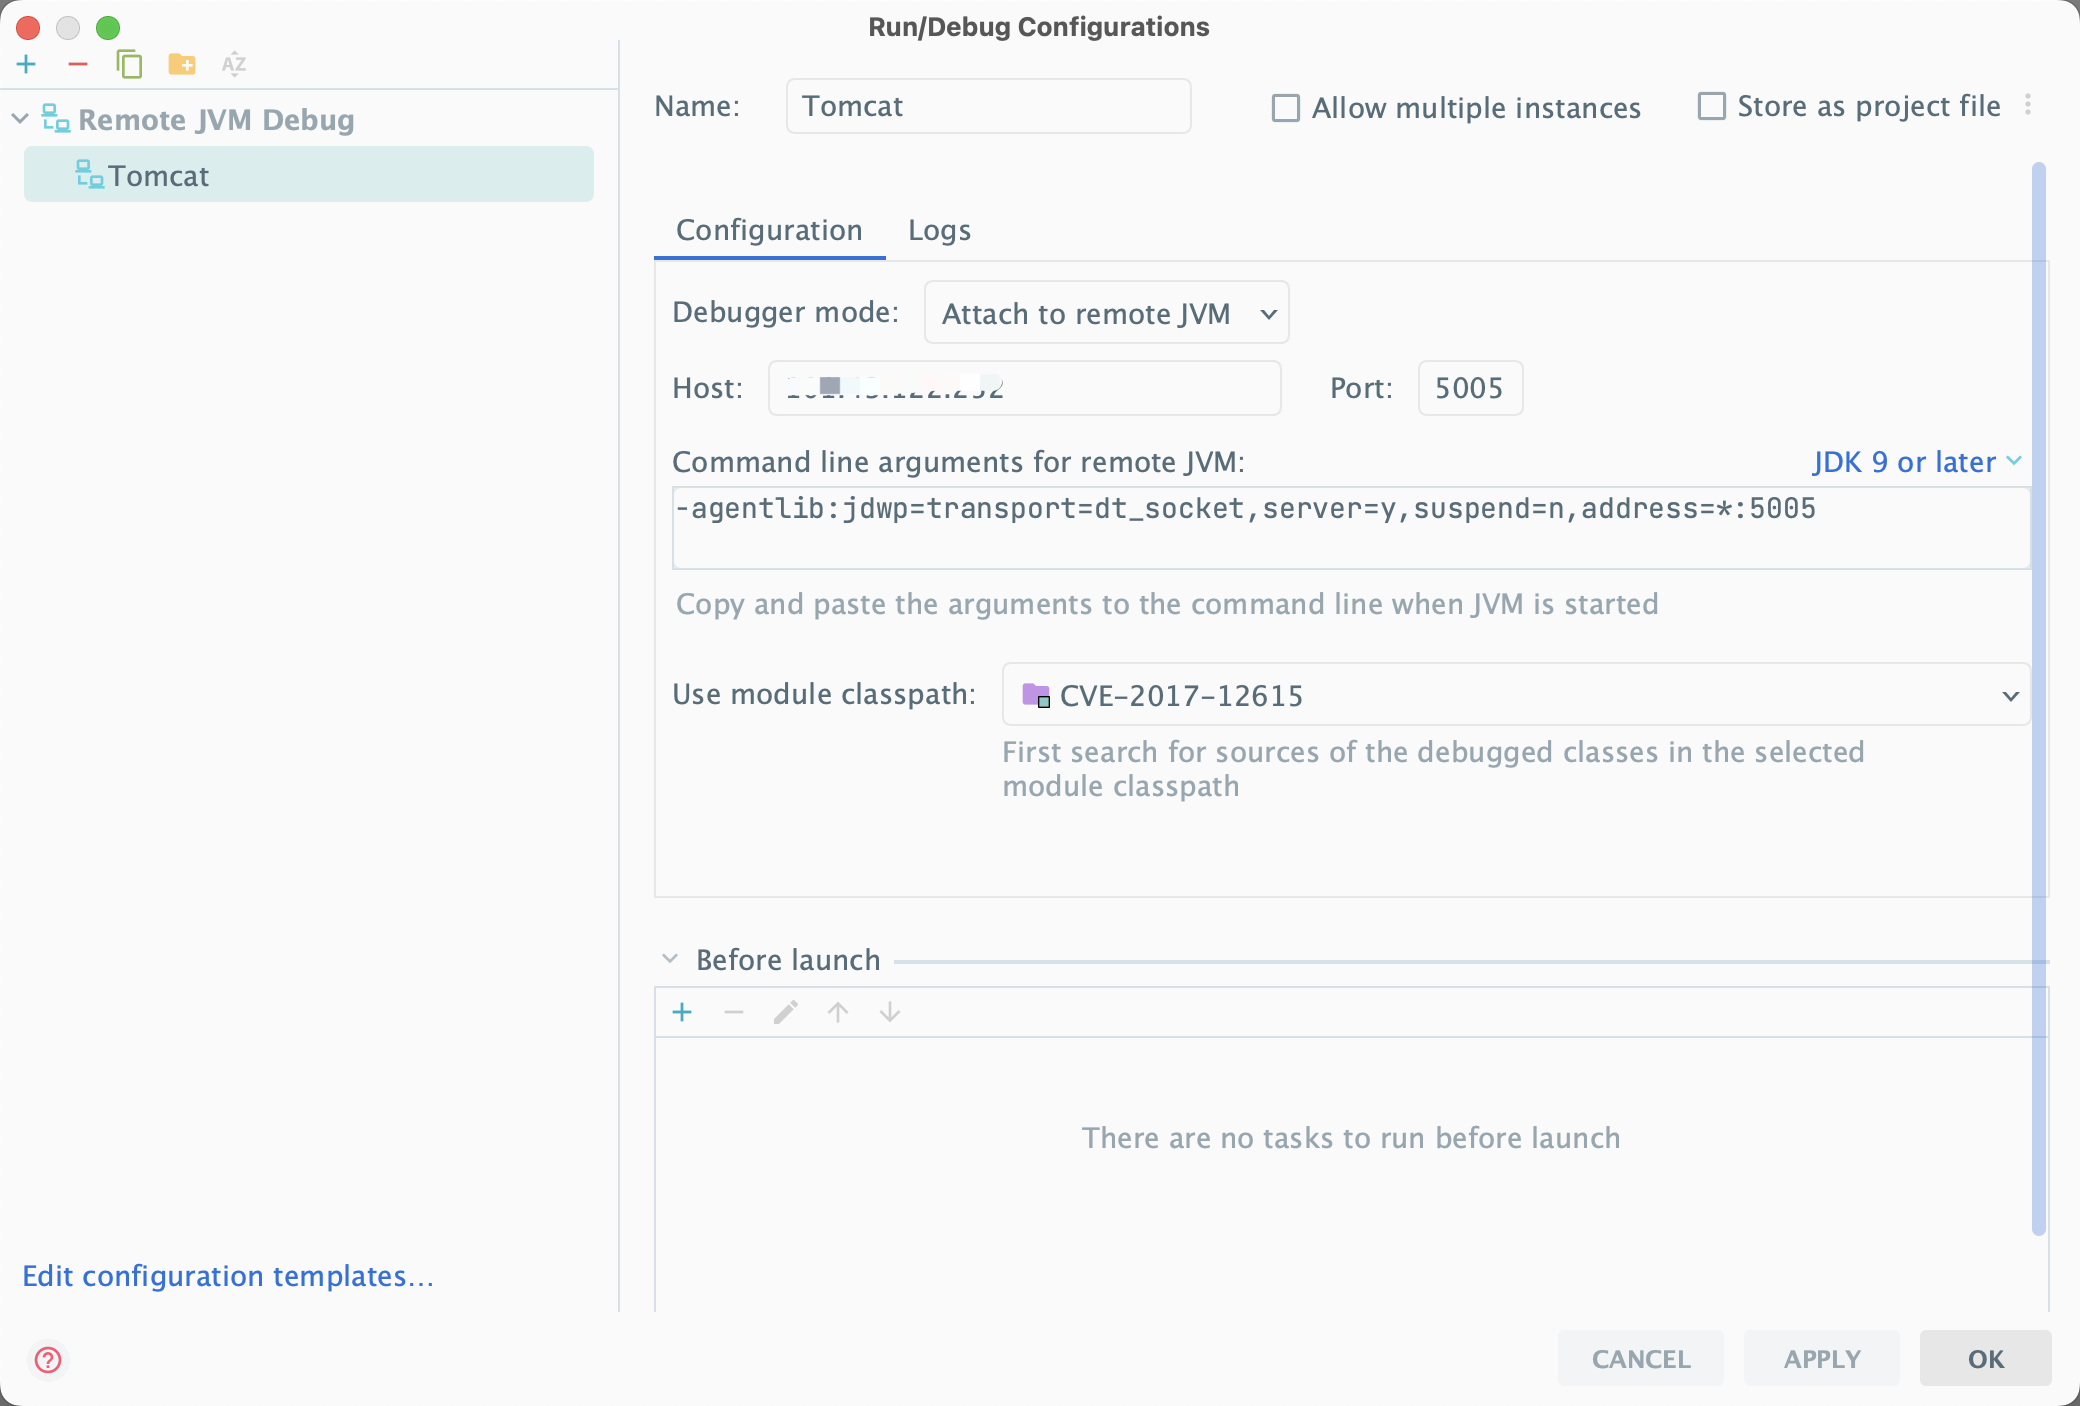 Run/Debug Configurations
Remote JVM Debug
Tomcat
Name: Tomcat
Allow multiple instances
Store as project file
Configuration Logs
Debugger mode: Attach to remote JVM
Host:
Port: 5005
Command line arguments for remote JVM: JDK 9 or later
-agentlib:jdwp=transport=dt_socket,server=y,suspend=n,address=*:5005
Copy and paste the arguments to the command line when JVM is started
Use module classpath: CVE-2017-12615
First search for sources of the debugged classes in the selected
module classpath
Before launch
There are no tasks to run before launch
Edit configuration templates...
CANCEL APPLY OK